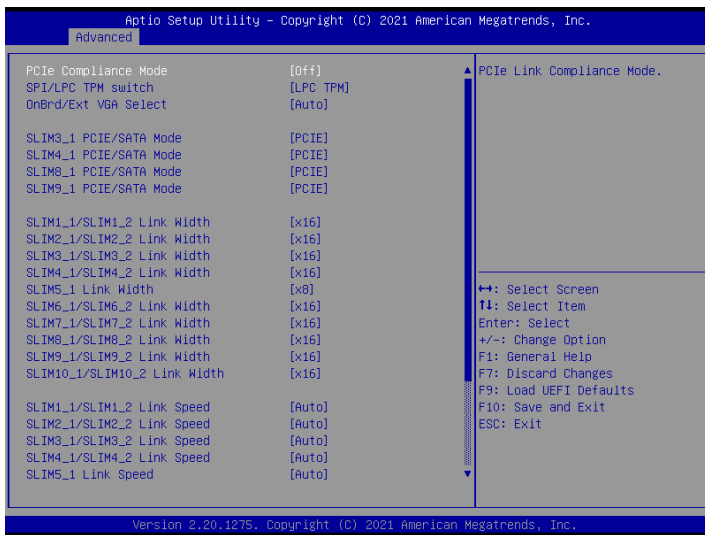 Aptio Setup Utility – Copyright (C) 2021 American Megatrends, Inc.
Advanced
PCIe Compliance Mode [Off]
SPI/LPC TPM switch [LPC TPM]
OnBrd/Ext VGA Select [Auto]
SLIM3_1 PCIE/SATA Mode [PCIE]
SLIM4_1 PCIE/SATA Mode [PCIE]
SLIM8_1 PCIE/SATA Mode [PCIE]
SLIM9_1 PCIE/SATA Mode [PCIE]
SLIM1_1/SLIM1_2 Link Width [x16]
SLIM2_1/SLIM2_2 Link Width [x16]
SLIM3_1/SLIM3_2 Link Width [x16]
SLIM4_1/SLIM4_2 Link Width [x16]
SLIM5_1 Link Width [x8]
SLIM6_1/SLIM6_2 Link Width [x16]
SLIM7_1/SLIM7_2 Link Width [x16]
SLIM8_1/SLIM8_2 Link Width [x16]
SLIM9_1/SLIM9_2 Link Width [x16]
SLIM10_1/SLIM10_2 Link Width [x16]
SLIM1_1/SLIM1_2 Link Speed [Auto]
SLIM2_1/SLIM2_2 Link Speed [Auto]
SLIM3_1/SLIM3_2 Link Speed [Auto]
SLIM4_1/SLIM4_2 Link Speed [Auto]
SLIM5_1 Link Speed [Auto]
PCIe Link Compliance Mode.
↔: Select Screen
↑↓: Select Item
Enter: Select
+/-: Change Option
F1: General Help
F7: Discard Changes
F9: Load UEFI Defaults
F10: Save and Exit
ESC: Exit
Version 2.20.1275. Copyright (C) 2021 American Megatrends, Inc.